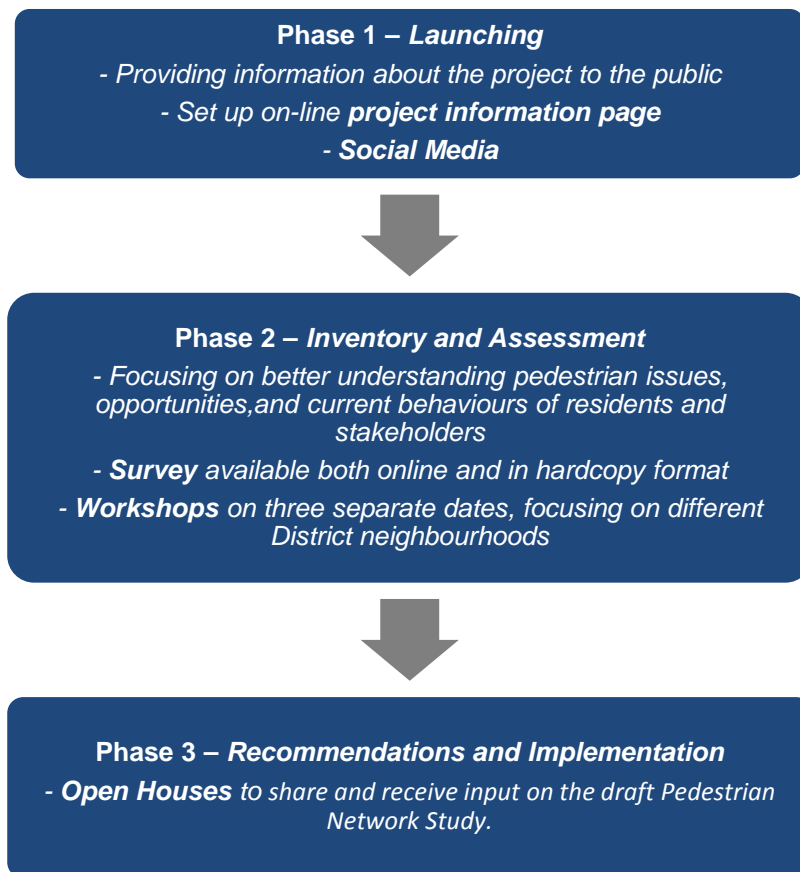 Phase 1 – Launching
- Providing information about the project to the public
- Set up on-line project information page
- Social Media
Phase 2 – Inventory and Assessment
- Focusing on better understanding pedestrian issues,
opportunities,and current behaviours of residents and
stakeholders
- Survey available both online and in hardcopy format
- Workshops on three separate dates, focusing on different
District neighbourhoods
Phase 3 – Recommendations and Implementation
- Open Houses to share and receive input on the draft Pedestrian
Network Study.